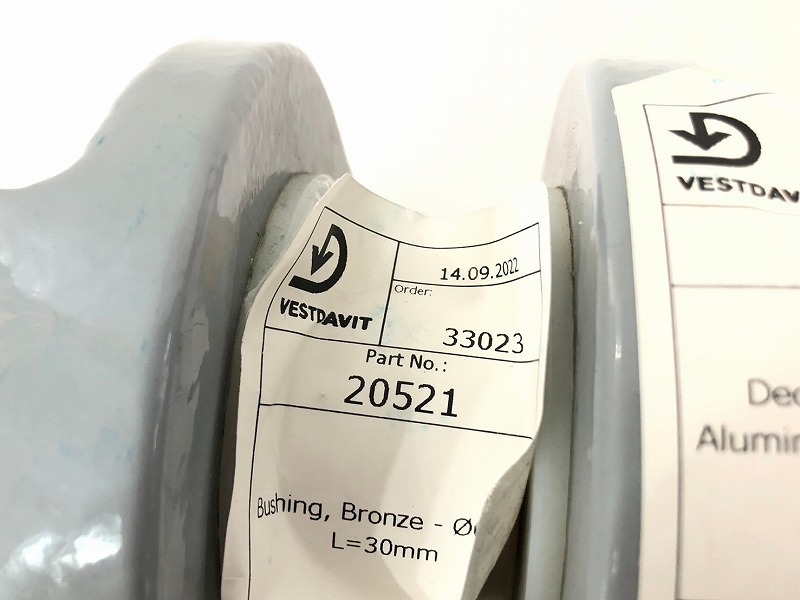 VESTDAVIT
14.09.2022
Order:
33023
Part No.:
20521
Bushing, Bronze - Ø
L=30mm
VESTDAV
Dec
Alumin